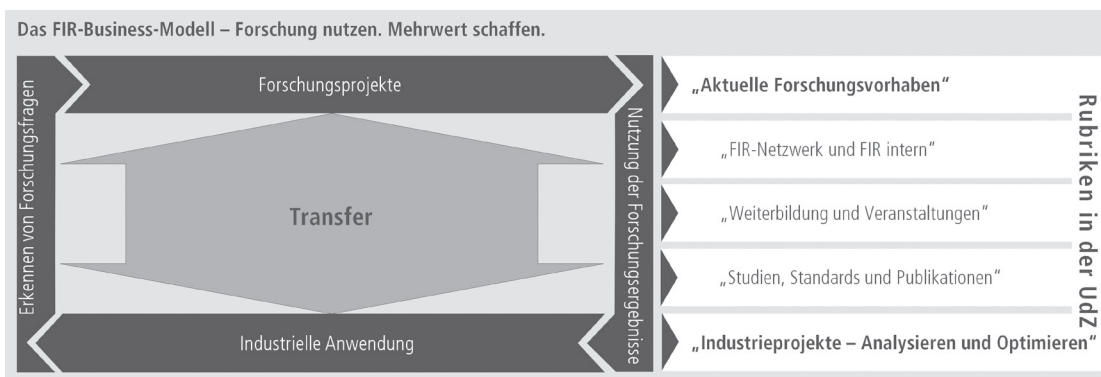 Das FIR-Business-Modell – Forschung nutzen. Mehrwert schaffen.
Erkennen von Forschungsfragen
Forschungsprojekte
Transfer
Industrielle Anwendung
Nutzung der Forschungsergebnisse
„Aktuelle Forschungsvorhaben“
„FIR-Netzwerk und FIR intern“
„Weiterbildung und Veranstaltungen“
„Studien, Standards und Publikationen“
„Industrieprojekte – Analysieren und Optimieren“
Rubriken in der UdZ